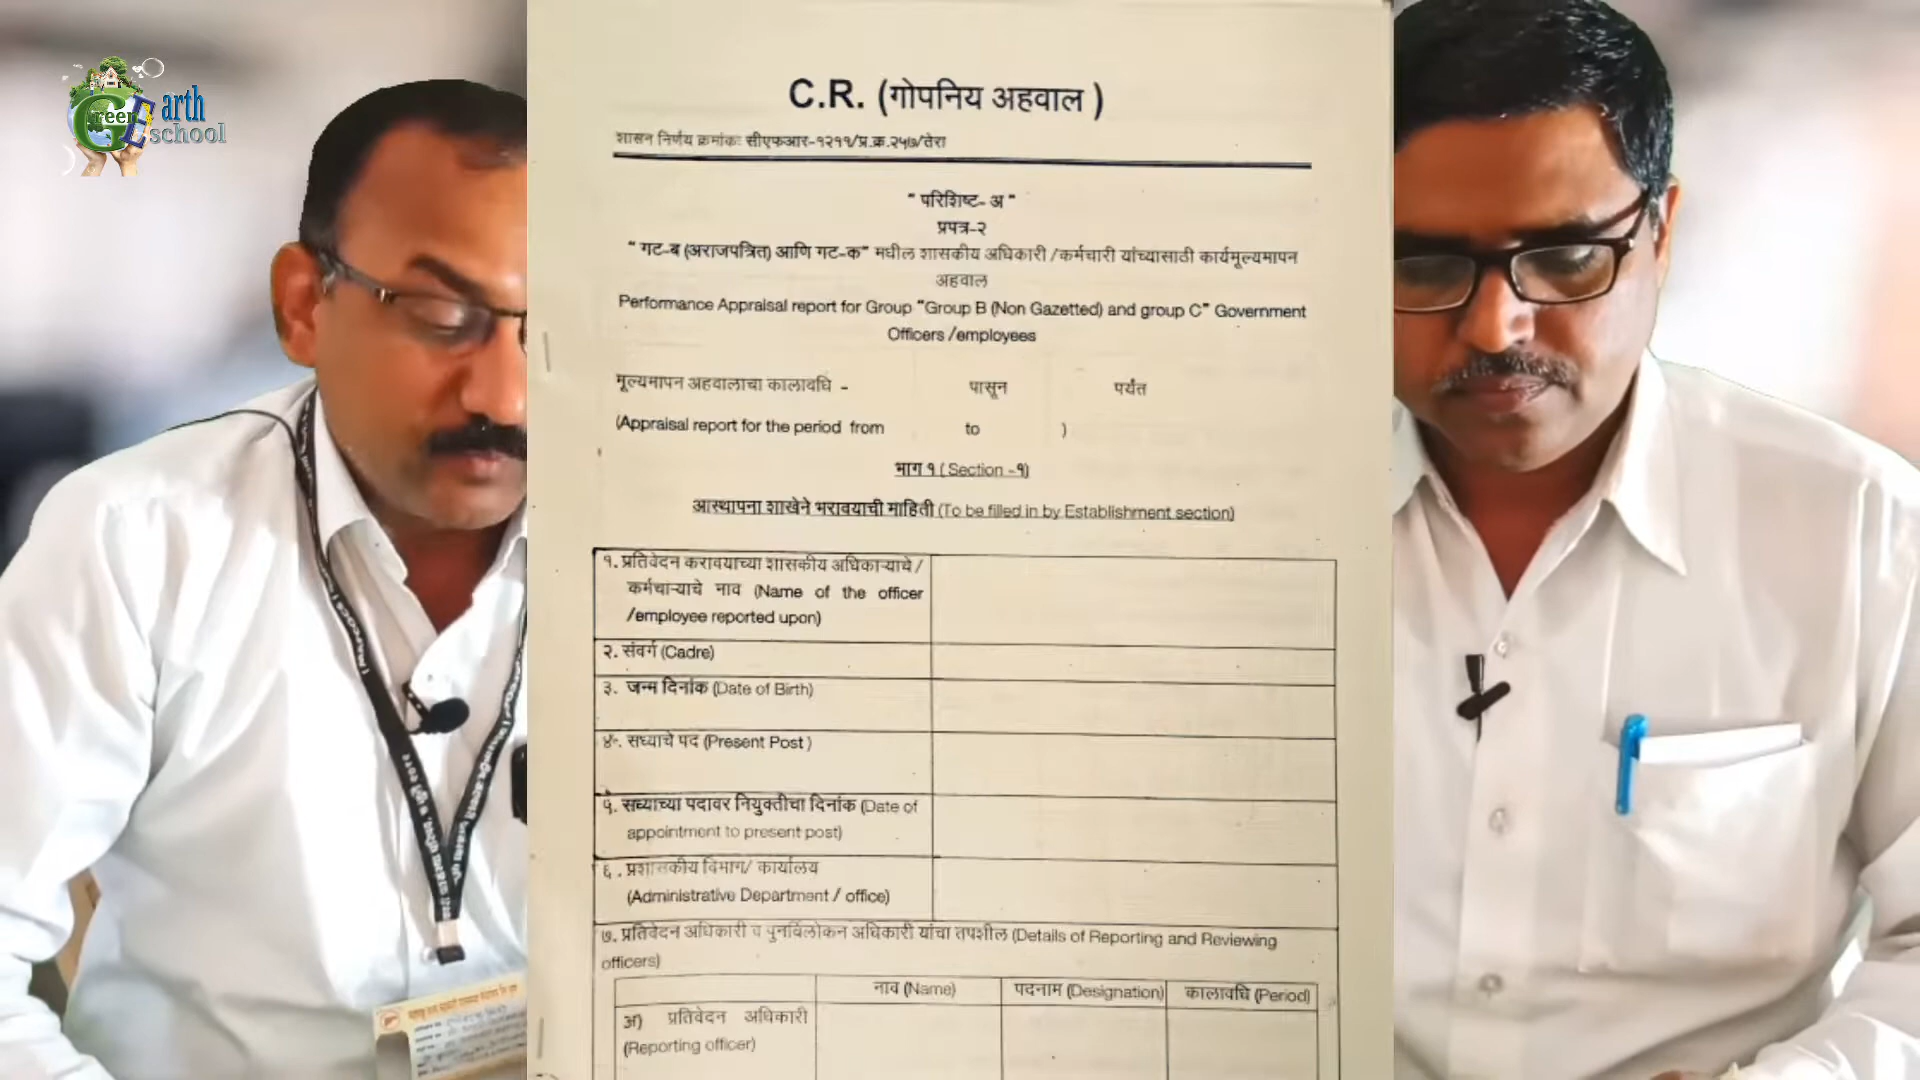 Green Earth
school
C.R. (गोपनिय अहवाल )
शासन निर्णय क्रमांकः सीएफआर-१२११/प्र.क्र.२५७/तेरा
" परिशिष्ट- अ "
प्रपत्र-२
" गट-ब (अराजपत्रित) आणि गट-क" मधील शासकीय अधिकारी /कर्मचारी यांच्यासाठी कार्यमूल्यमापन
अहवाल
Performance Appraisal report for Group "Group B (Non Gazetted) and group C" Government
Officers /employees
मूल्यमापन अहवालाचा कालावधि - पासून पर्यंत
(Appraisal report for the period from to )
भाग १ ( Section -१)
आस्थापना शाखेने भरावयाची माहिती (To be filled in by Establishment section)
१. प्रतिवेदन करावयाच्या शासकीय अधिकाऱ्याचे /
कर्मचाऱ्याचे नाव (Name of the officer
/employee reported upon)
२. संवर्ग (Cadre)
३. जन्म दिनांक (Date of Birth)
४. सध्याचे पद (Present Post )
५. सध्याच्या पदावर नियुक्तीचा दिनांक (Date of
appointment to present post)
६ . प्रशासकीय विभाग/ कार्यालय
(Administrative Department / office)
७. प्रतिवेदन अधिकारी व पुनर्विलोकन अधिकारी यांचा तपशील (Details of Reporting and Reviewing
officers)
नाव (Name) पदनाम (Designation) कालावधि (Period)
अ) प्रतिवेदन अधिकारी
(Reporting officer)